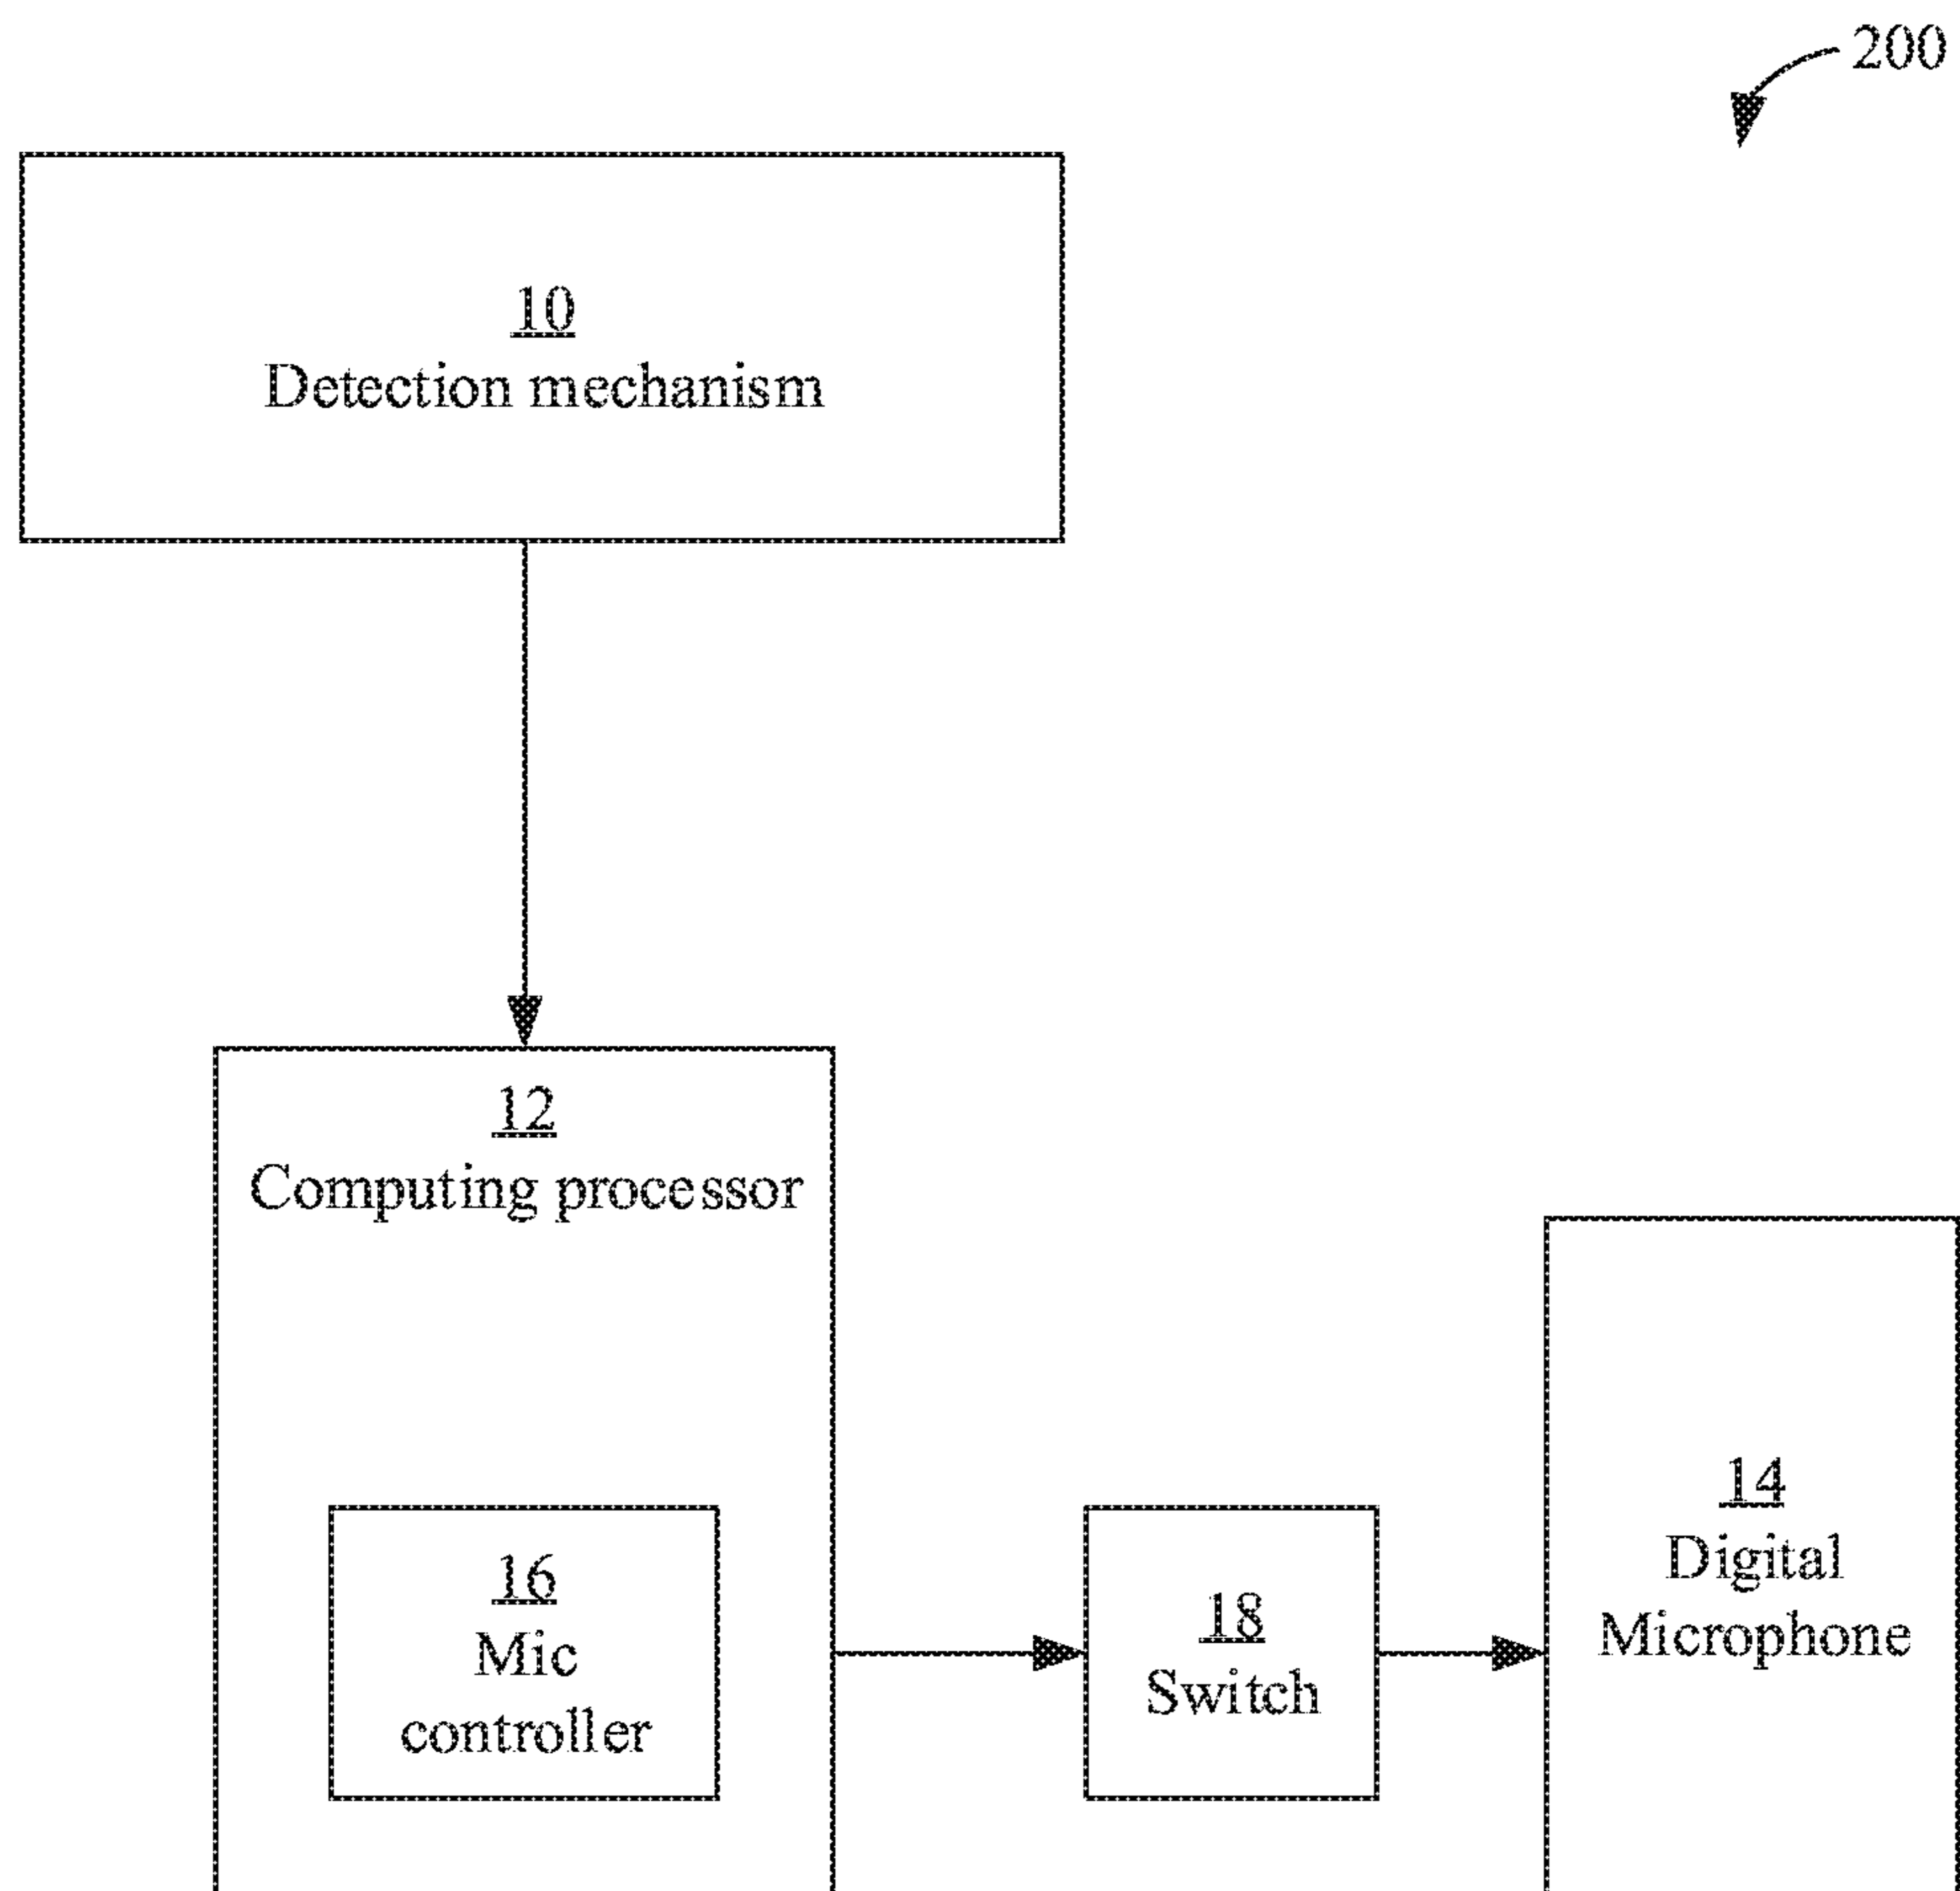 200
10
Detection mechanism
12
Computing processor
16
Mic
controller
18
Switch
14
Digital
Microphone